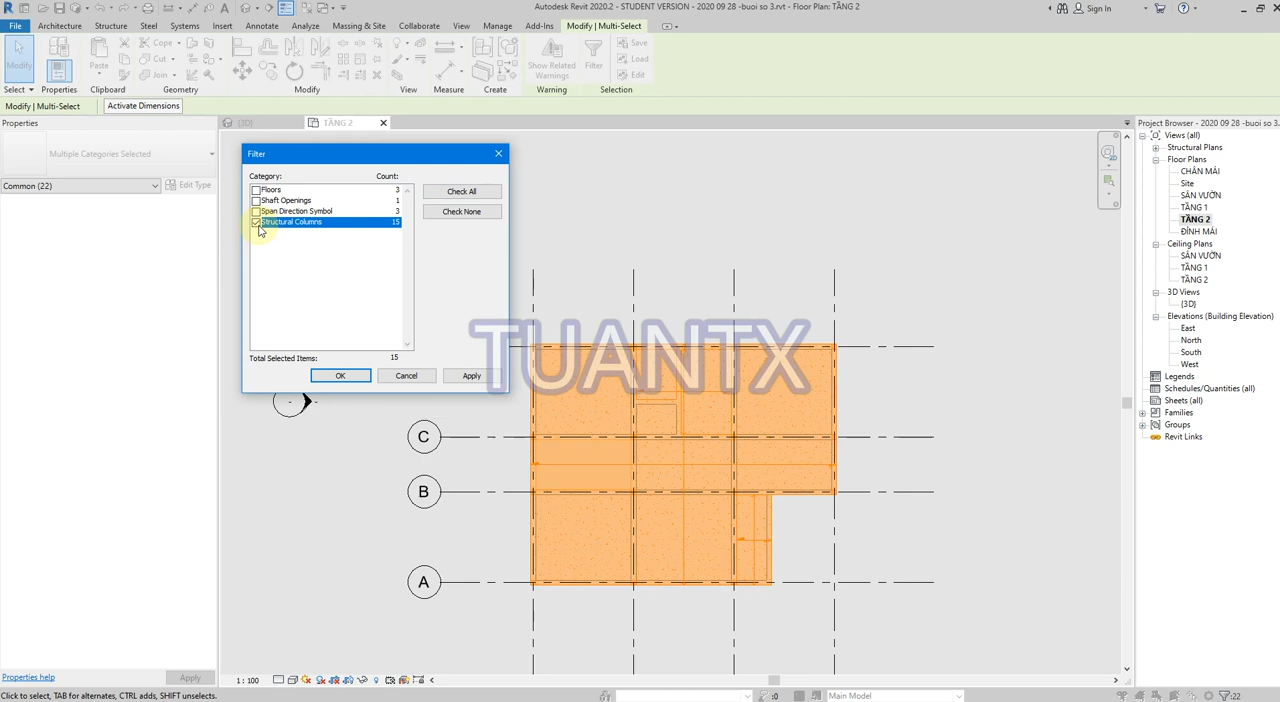 Autodesk Revit 2020.2 - STUDENT VERSION - 2020 09 28 -buoi so 3.rvt - Floor Plan: TẦNG 2
Sign In
File Architecture Structure Steel Systems Insert Annotate Analyze Massing & Site Collaborate View Manage Add-Ins Modify | Multi-Select
Modify
Paste
Cope
Cut
Join
Show Related Warnings
Filter
Save
Load
Edit
Select Properties Clipboard Geometry Modify View Measure Create Warning Selection
Modify | Multi-Select Activate Dimensions
Properties
Multiple Categories Selected
Common (22) Edit Type
Properties help Apply
{3D} TẦNG 2
Filter
Category: Count:
Floors 3
Shaft Openings 1
Span Direction Symbol 3
Structural Columns 15
Check All
Check None
Total Selected Items: 15
OK Cancel Apply
TUANTX
C
B
A
Project Browser - 2020 09 28 -buoi so 3.
Views (all)
Structural Plans
Floor Plans
CHÂN MÁI
Site
SÂN VƯỜN
TẦNG 1
TẦNG 2
ĐỈNH MÁI
Ceiling Plans
SÂN VƯỜN
TẦNG 1
TẦNG 2
3D Views
{3D}
Elevations (Building Elevation)
East
North
South
West
Legends
Schedules/Quantities (all)
Sheets (all)
Families
Groups
Revit Links
1 : 100
Click to select, TAB for alternates, CTRL adds, SHIFT unselects.
:0
Main Model
:22